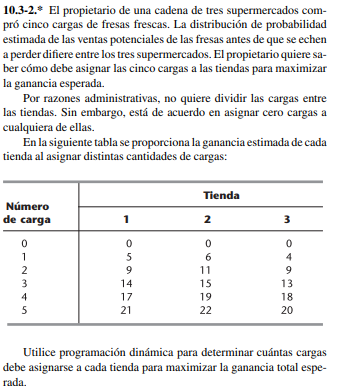 10.3-2.* El propietario de una cadena de tres supermercados com-
pró cinco cargas de fresas frescas. La distribución de probabilidad
estimada de las ventas potenciales de las fresas antes de que se echen
a perder difiere entre los tres supermercados. El propietario quiere sa-
ber cómo debe asignar las cinco cargas a las tiendas para maximizar
la ganancia esperada.
Por razones administrativas, no quiere dividir las cargas entre
las tiendas. Sin embargo, está de acuerdo en asignar cero cargas a
cualquiera de ellas.
En la siguiente tabla se proporciona la ganancia estimada de cada
tienda al asignar distintas cantidades de cargas:
Tienda
Número
de carga 1 2 3
0 0 0 0
1 5 6 4
2 9 11 9
3 14 15 13
4 17 19 18
5 21 22 20
Utilice programación dinámica para determinar cuántas cargas
debe asignarse a cada tienda para maximizar la ganancia total espe-
rada.